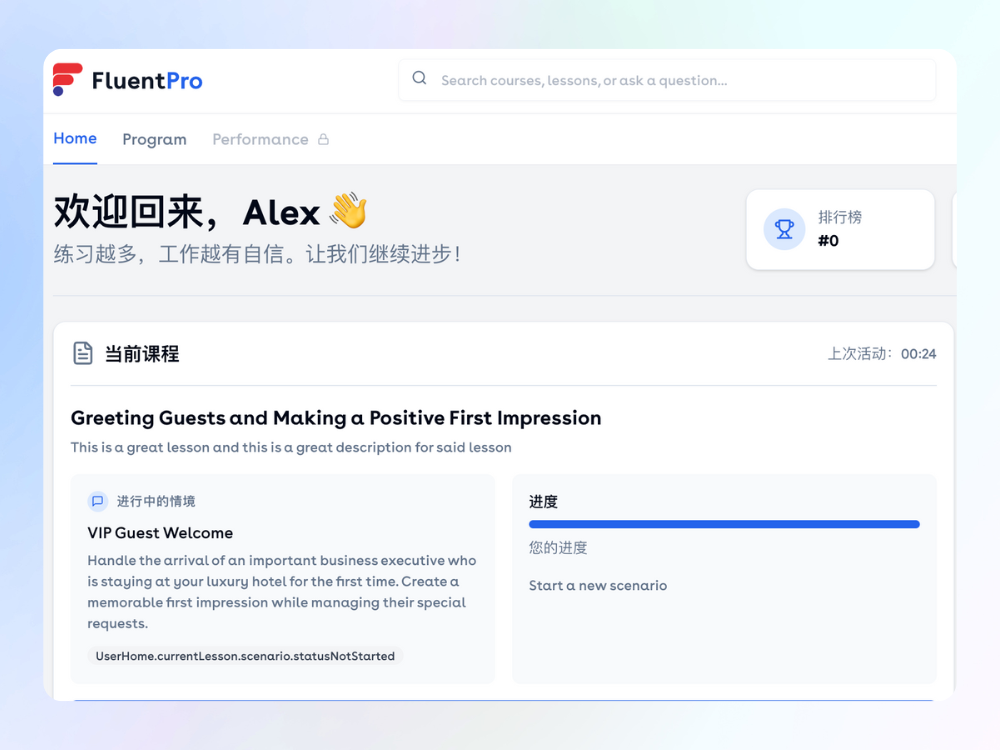 FluentPro
Search courses, lessons, or ask a question...
Home Program Performance
欢迎回来，Alex 👋
练习越多，工作越有自信。让我们继续进步！
排行榜
#0
当前课程
上次活动：00:24
Greeting Guests and Making a Positive First Impression
This is a great lesson and this is a great description for said lesson
进行中的情境
VIP Guest Welcome
Handle the arrival of an important business executive who
is staying at your luxury hotel for the first time. Create a
memorable first impression while managing their special
requests.
UserHome.currentLesson.scenario.statusNotStarted
进度
您的进度
Start a new scenario